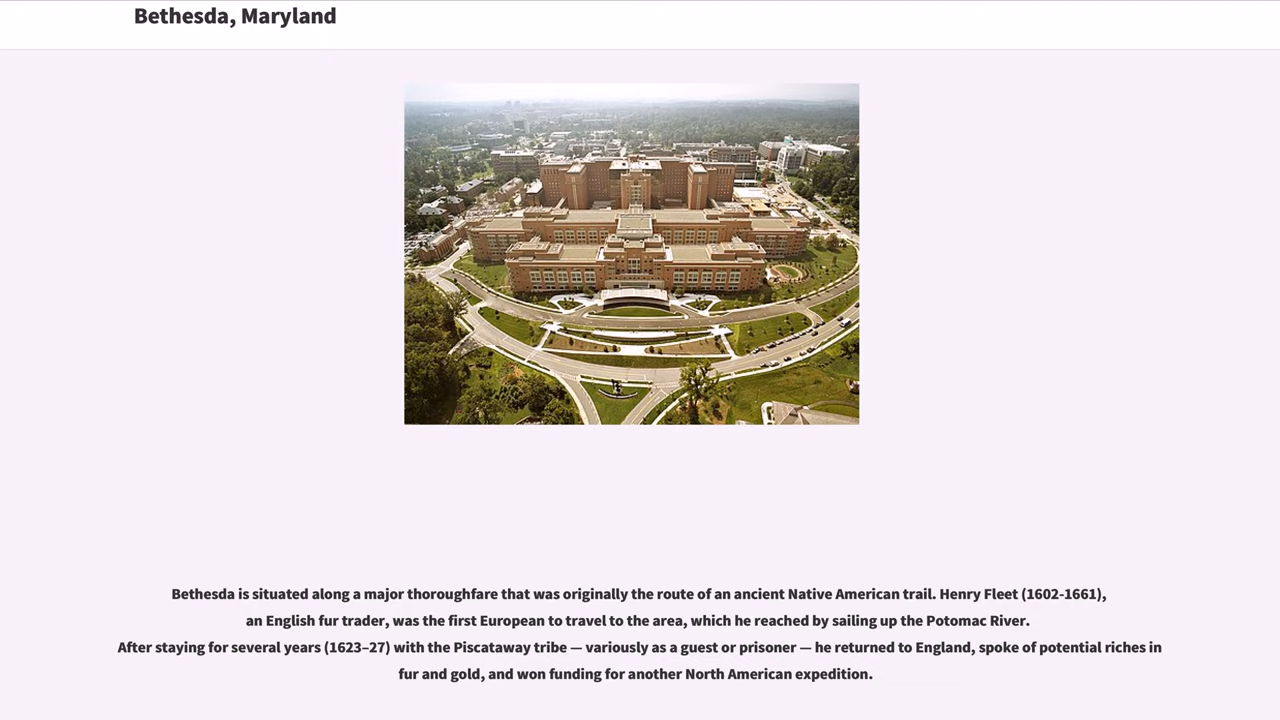 Bethesda, Maryland
Bethesda is situated along a major thoroughfare that was originally the route of an ancient Native American trail. Henry Fleet (1602-1661),
an English fur trader, was the first European to travel to the area, which he reached by sailing up the Potomac River.
After staying for several years (1623–27) with the Piscataway tribe — variously as a guest or prisoner — he returned to England, spoke of potential riches in
fur and gold, and won funding for another North American expedition.